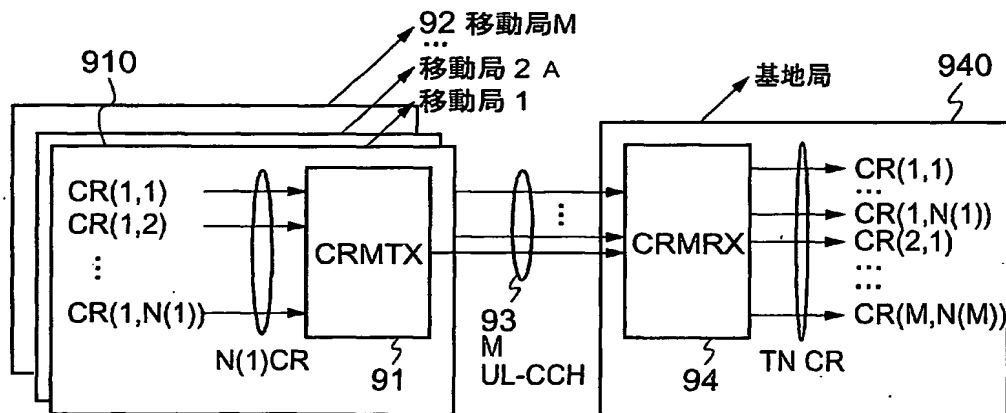 92 移動局M
...
910
移動局 2 A
移動局 1
基地局
940
CR(1,1)
CR(1,2)
...
CR(1,N(1))
N(1)CR
CRMTX
91
...
93
M
UL-CCH
CRMRX
94
CR(1,1)
...
CR(1,N(1))
CR(2,1)
...
...
CR(M,N(M))
TN CR